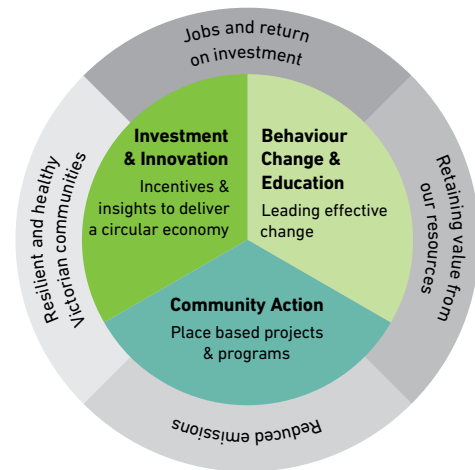 Jobs and return
on investment
Investment
& Innovation
Incentives &
insights to deliver
a circular economy
Behaviour
Change &
Education
Leading effective
change
Community Action
Place based projects
& programs
Retaining value from
our resources
Reduced emissions
Resilient and healthy
Victorian communities